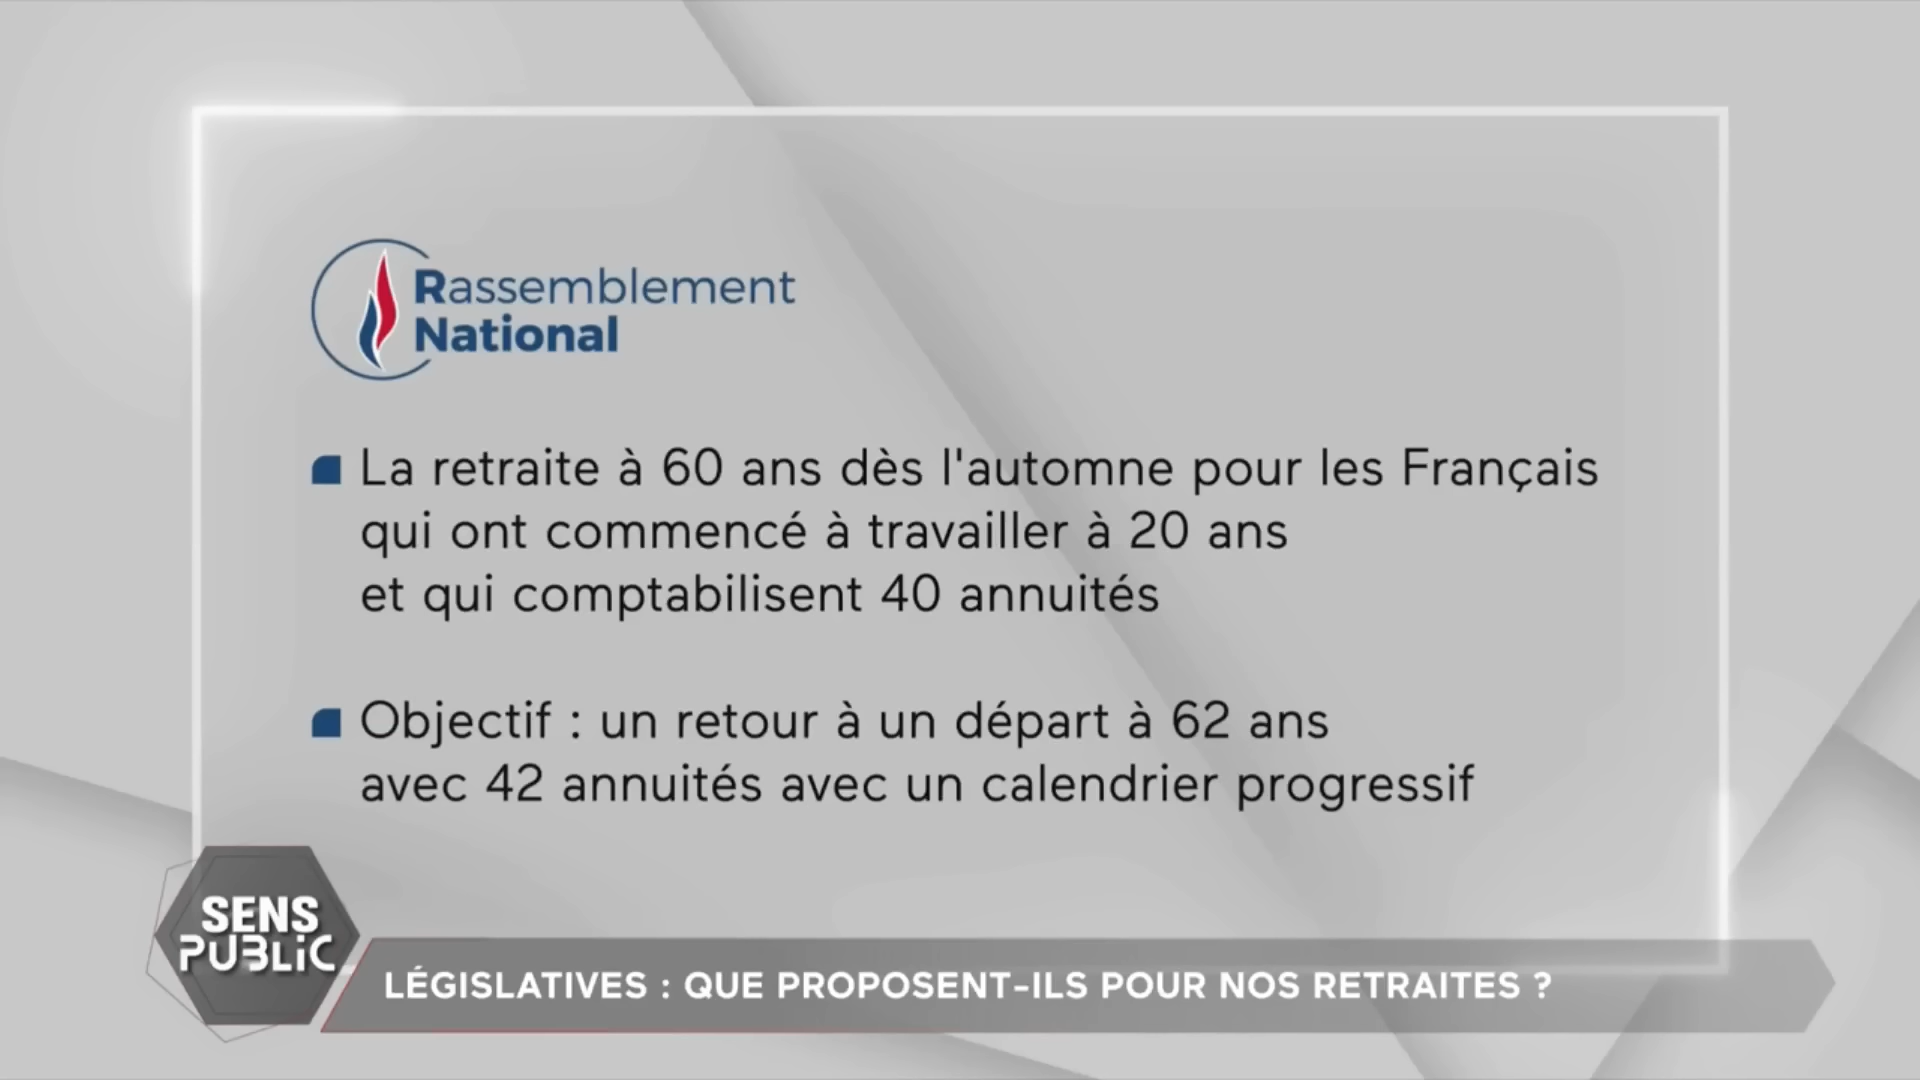 Rassemblement
National
La retraite à 60 ans dès l'automne pour les Français
qui ont commencé à travailler à 20 ans
et qui comptabilisent 40 annuités
Objectif : un retour à un départ à 62 ans
avec 42 annuités avec un calendrier progressif
SENS
PUBLiC
LÉGISLATIVES : QUE PROPOSENT-ILS POUR NOS RETRAITES ?